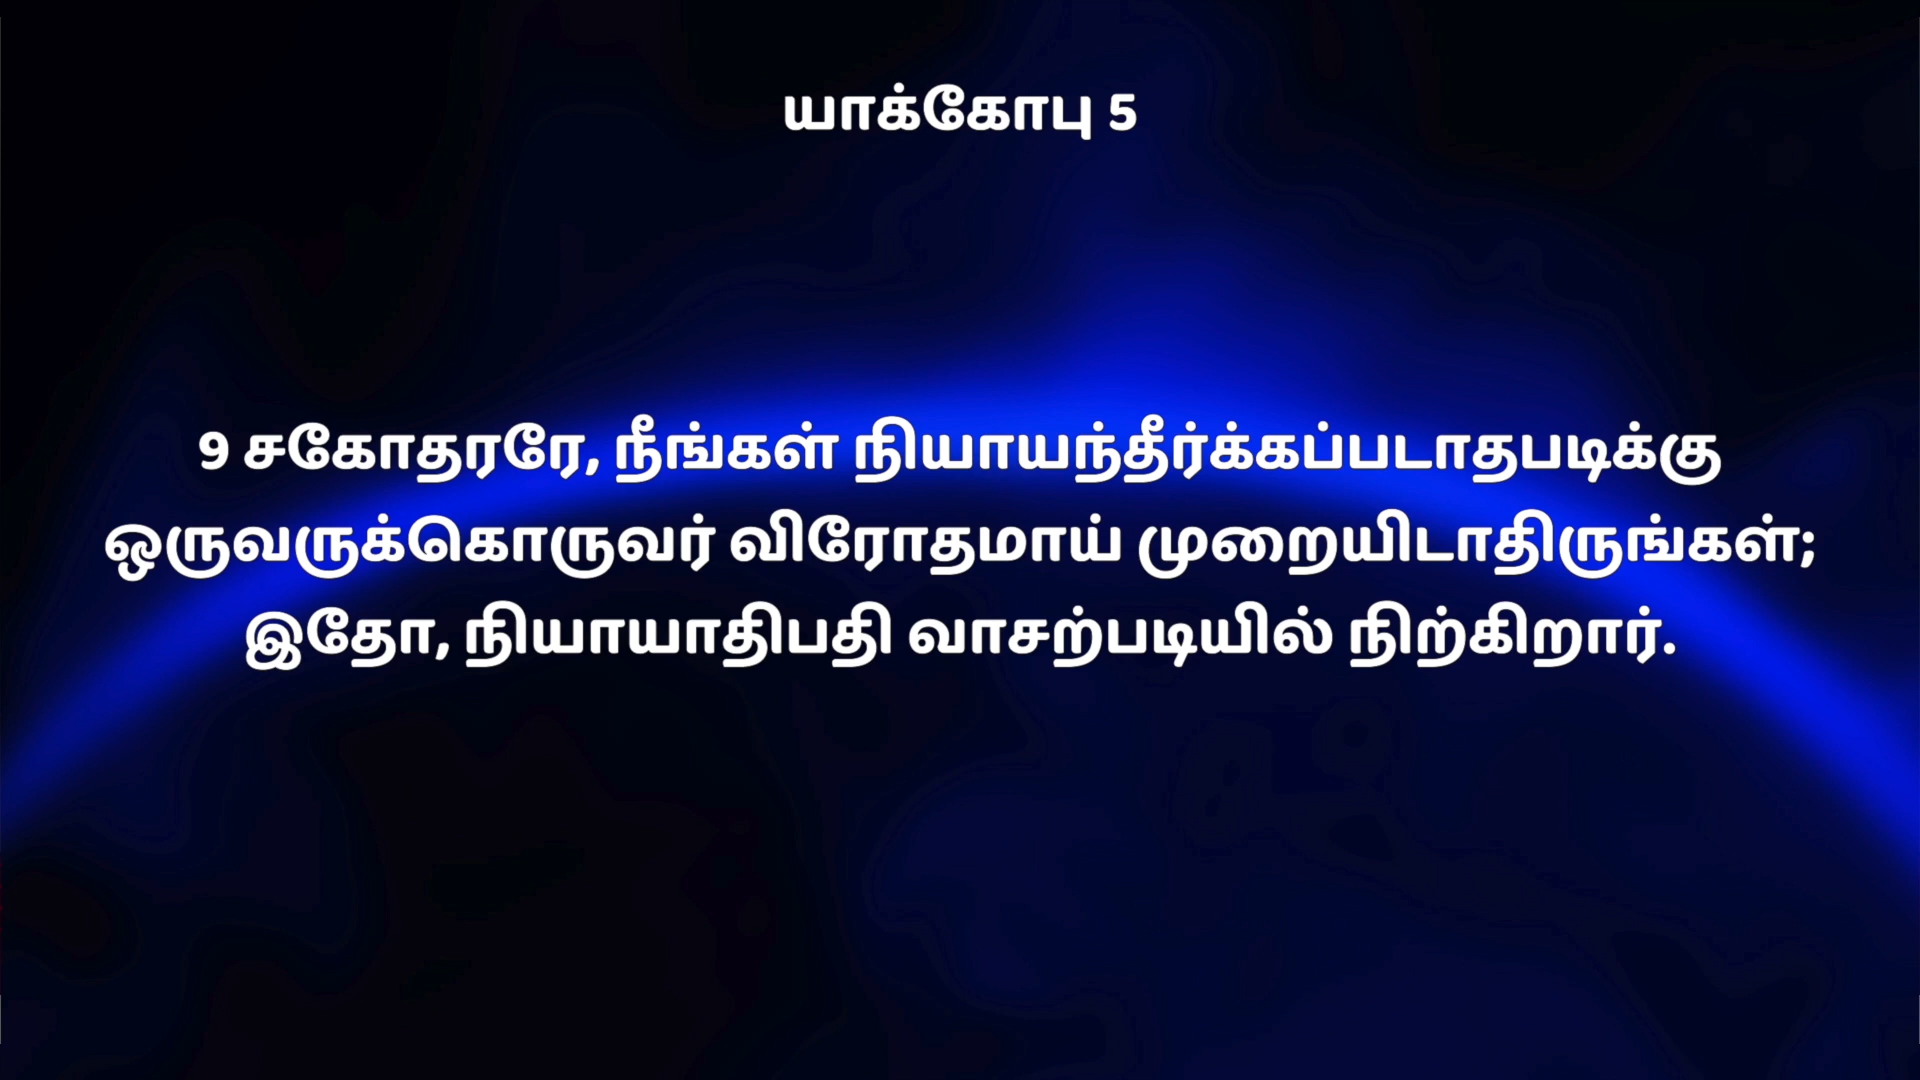 யாக்கோபு 5
9 சகோதரரே, நீங்கள் நியாயந்தீர்க்கப்படாதபடிக்கு
ஒருவருக்கொருவர் விரோதமாய் முறையிடாதிருங்கள்;
இதோ, நியாயாதிபதி வாசற்படியில் நிற்கிறார்.